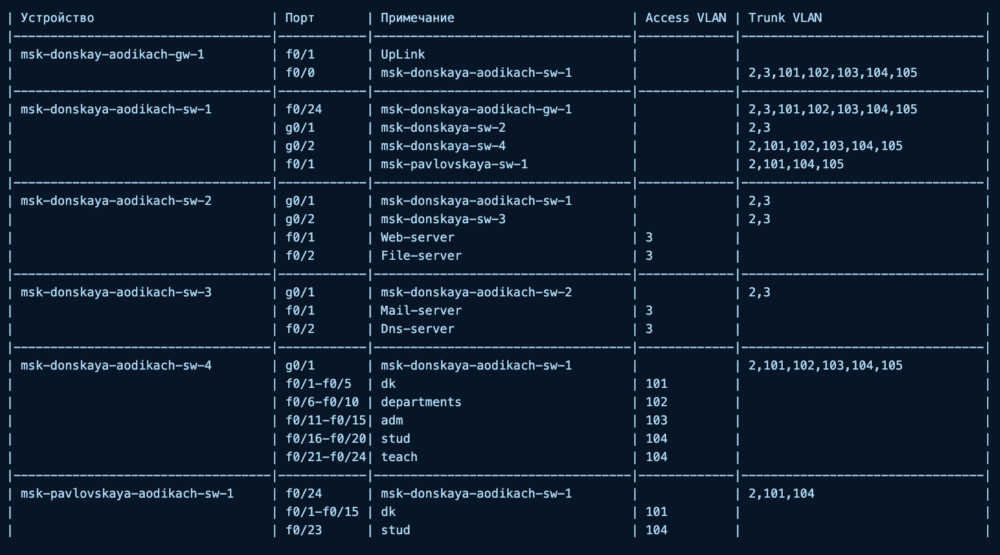 | Устройство | Порт | Примечание | Access VLAN | Trunk VLAN |
|-----------------------------------|------------|-----------------------------------|-------------|---------------------------------|
| msk-donskay-aodikach-gw-1 | f0/1 | UpLink | | |
| | f0/0 | msk-donskaya-aodikach-sw-1 | | 2,3,101,102,103,104,105 |
|-----------------------------------|------------|-----------------------------------|-------------|---------------------------------|
| msk-donskaya-aodikach-sw-1 | f0/24 | msk-donskaya-aodikach-gw-1 | | 2,3,101,102,103,104,105 |
| | g0/1 | msk-donskaya-sw-2 | | 2,3 |
| | g0/2 | msk-donskaya-sw-4 | | 2,101,102,103,104,105 |
| | f0/1 | msk-pavlovskaya-sw-1 | | 2,101,104,105 |
|-----------------------------------|------------|-----------------------------------|-------------|---------------------------------|
| msk-donskaya-aodikach-sw-2 | g0/1 | msk-donskaya-aodikach-sw-1 | | 2,3 |
| | g0/2 | msk-donskaya-sw-3 | | 2,3 |
| | f0/1 | Web-server | 3 | |
| | f0/2 | File-server | 3 | |
|-----------------------------------|------------|-----------------------------------|-------------|---------------------------------|
| msk-donskaya-aodikach-sw-3 | g0/1 | msk-donskaya-aodikach-sw-2 | | 2,3 |
| | f0/1 | Mail-server | 3 | |
| | f0/2 | Dns-server | 3 | |
|-----------------------------------|------------|-----------------------------------|-------------|---------------------------------|
| msk-donskaya-aodikach-sw-4 | g0/1 | msk-donskaya-aodikach-sw-1 | | 2,101,102,103,104,105 |
| | f0/1-f0/5 | dk | 101 | |
| | f0/6-f0/10 | departments | 102 | |
| | f0/11-f0/15| adm | 103 | |
| | f0/16-f0/20| stud | 104 | |
| | f0/21-f0/24| teach | 104 | |
|-----------------------------------|------------|-----------------------------------|-------------|---------------------------------|
| msk-pavlovskaya-aodikach-sw-1 | f0/24 | msk-donskaya-aodikach-sw-1 | | 2,101,104 |
| | f0/1-f0/15 | dk | 101 | |
| | f0/23 | stud | 104 | |